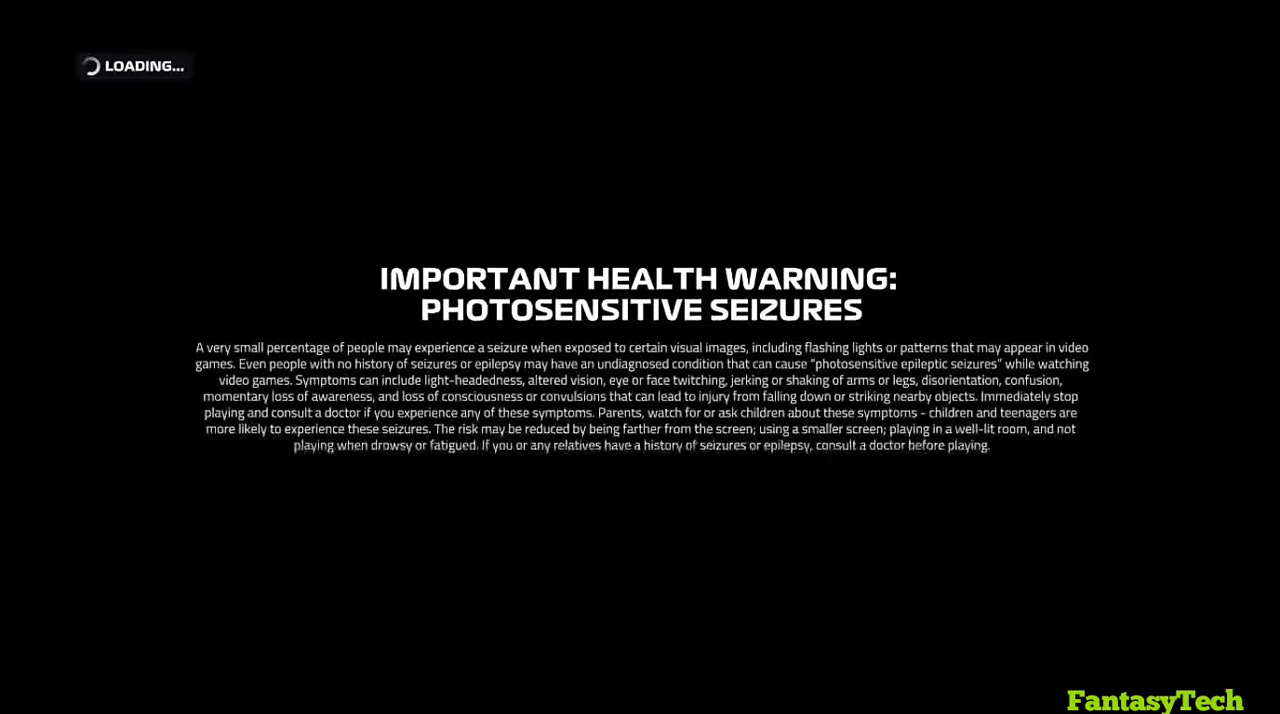 LOADING...
IMPORTANT HEALTH WARNING:
PHOTOSENSITIVE SEIZURES
A very small percentage of people may experience a seizure when exposed to certain visual images, including flashing lights or patterns that may appear in video
games. Even people with no history of seizures or epilepsy may have an undiagnosed condition that can cause "photosensitive epileptic seizures" while watching
video games. Symptoms can include light-headedness, altered vision, eye or face twitching, jerking or shaking of arms or legs, disorientation, confusion,
momentary loss of awareness, and loss of consciousness or convulsions that can lead to injury from falling down or striking nearby objects. Immediately stop
playing and consult a doctor if you experience any of these symptoms. Parents, watch for or ask children about these symptoms - children and teenagers are
more likely to experience these seizures. The risk may be reduced by being farther from the screen; using a smaller screen; playing in a well-lit room, and not
playing when drowsy or fatigued. If you or any relatives have a history of seizures or epilepsy, consult a doctor before playing.
FantasyTech